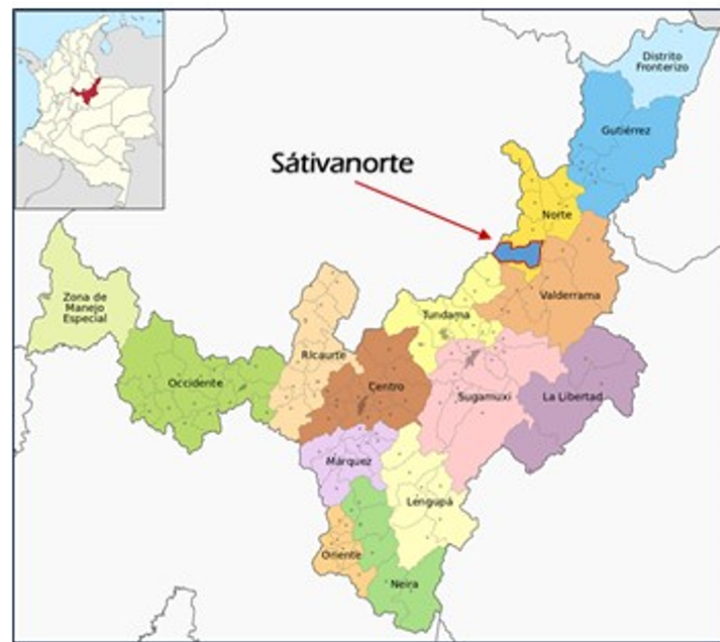 Distrito
Fronterizo
Gutiérrez
Sátivanorte
Norte
Zona de
Manejo
Especial
Valderrama
Tundama
Ricaurte
Occidente
Centro
Sugamuxi
La Libertad
Márquez
Lengupá
Oriente
Neira